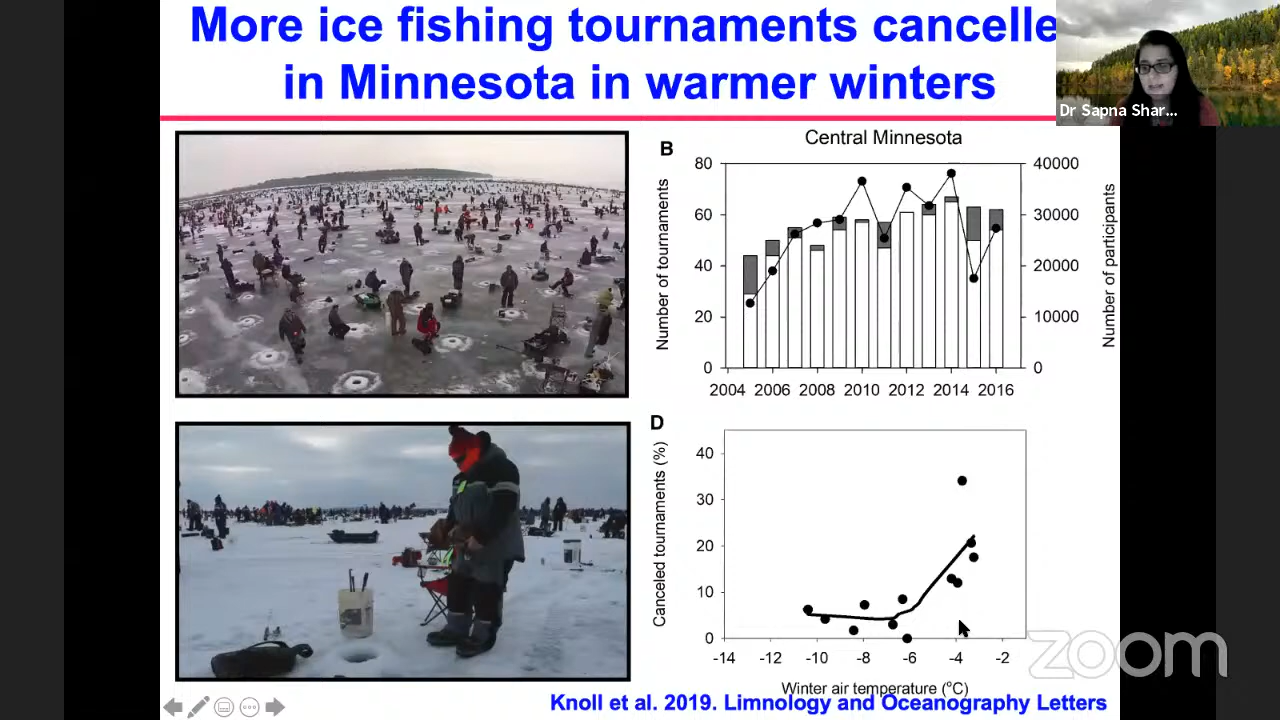 More ice fishing tournaments cancelle
in Minnesota in warmer winters
Dr Sapna Shar...
B
Central Minnesota
80
60
40
20
0
Number of tournaments
40000
30000
20000
10000
0
Number of participants
2004 2006 2008 2010 2012 2014 2016
D
40
30
20
10
0
Canceled tournaments (%)
-14 -12 -10 -8 -6 -4 -2
Winter air temperature (°C)
Knoll et al. 2019. Limnology and Oceanography Letters
zoom